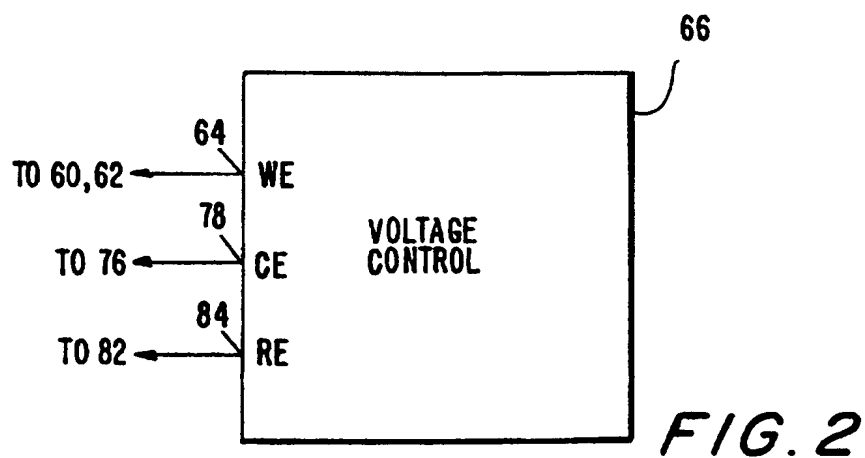 66
64
TO 60,62 WE
78
VOLTAGE
CONTROL
TO 76 CE
84
TO 82 RE
FIG. 2